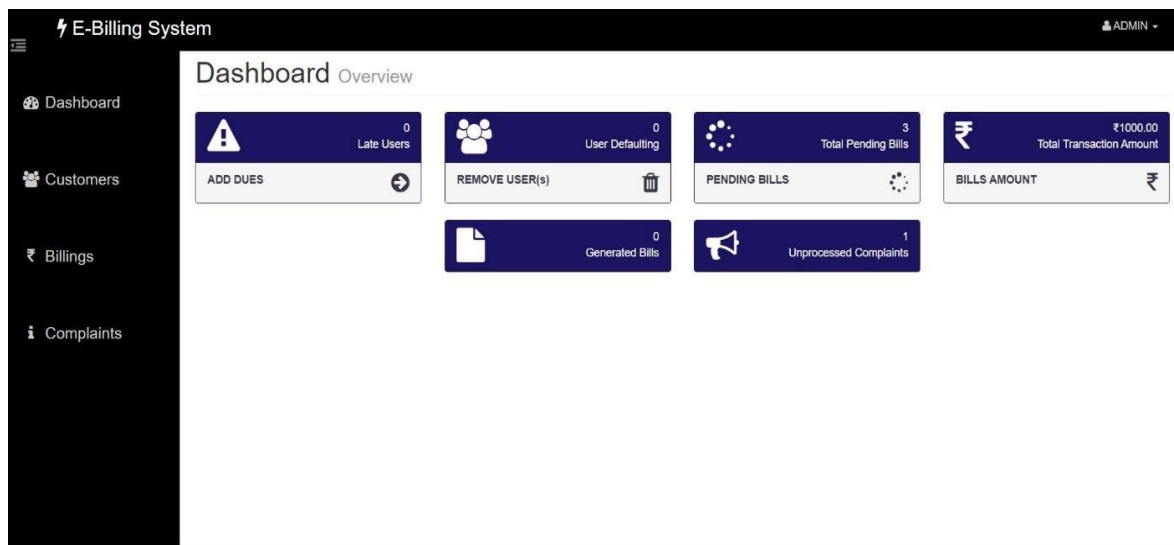 E-Billing System
ADMIN
Dashboard Overview
Dashboard
Customers
₹ Billings
Complaints
0
Late Users
ADD DUES
0
User Defaulting
REMOVE USER(s)
3
Total Pending Bills
PENDING BILLS
₹ ₹1000.00
Total Transaction Amount
BILLS AMOUNT ₹
0
Generated Bills
1
Unprocessed Complaints